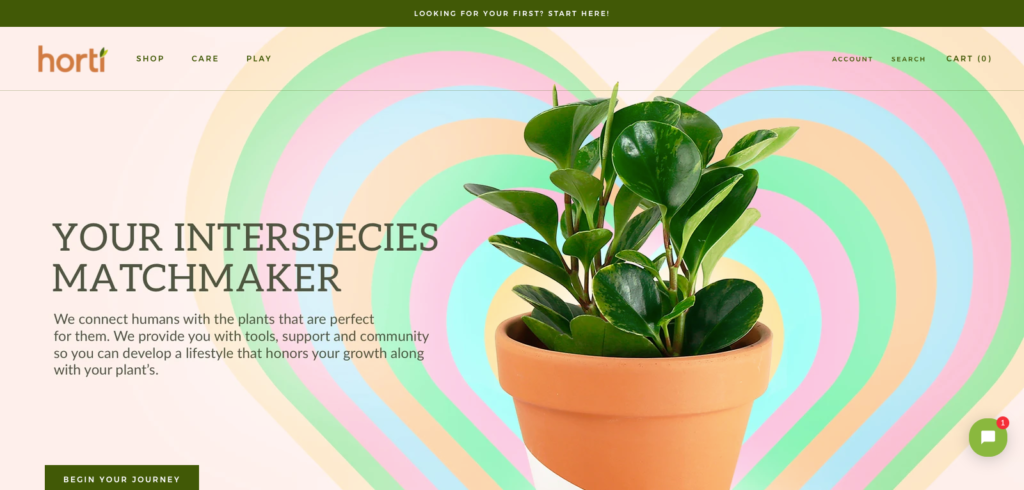 LOOKING FOR YOUR FIRST? START HERE!
horti
SHOP
CARE
PLAY
ACCOUNT
SEARCH
CART (0)
YOUR INTERSPECIES
MATCHMAKER
We connect humans with the plants that are perfect
for them. We provide you with tools, support and community
so you can develop a lifestyle that honors your growth along
with your plant's.
BEGIN YOUR JOURNEY
1